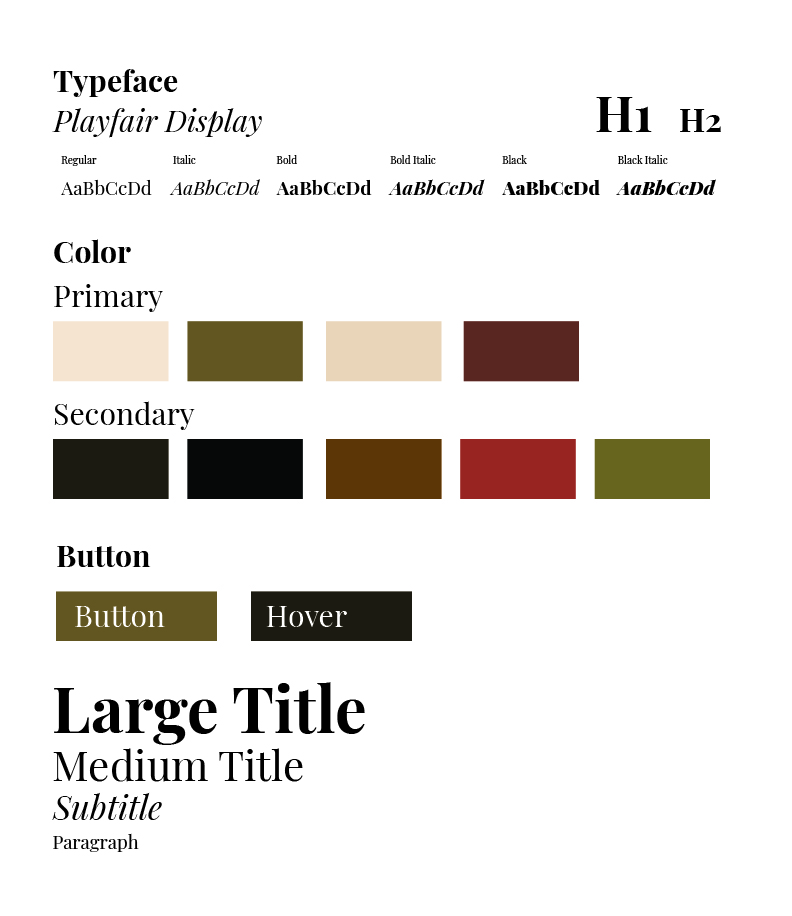 Typeface
Playfair Display
H1 H2
Regular Italic Bold Bold Italic Black Black Italic
AaBbCcDd AaBbCcDd AaBbCcDd AaBbCcDd AaBbCcDd AaBbCcDd
Color
Primary
Secondary
Button
Button Hover
Large Title
Medium Title
Subtitle
Paragraph